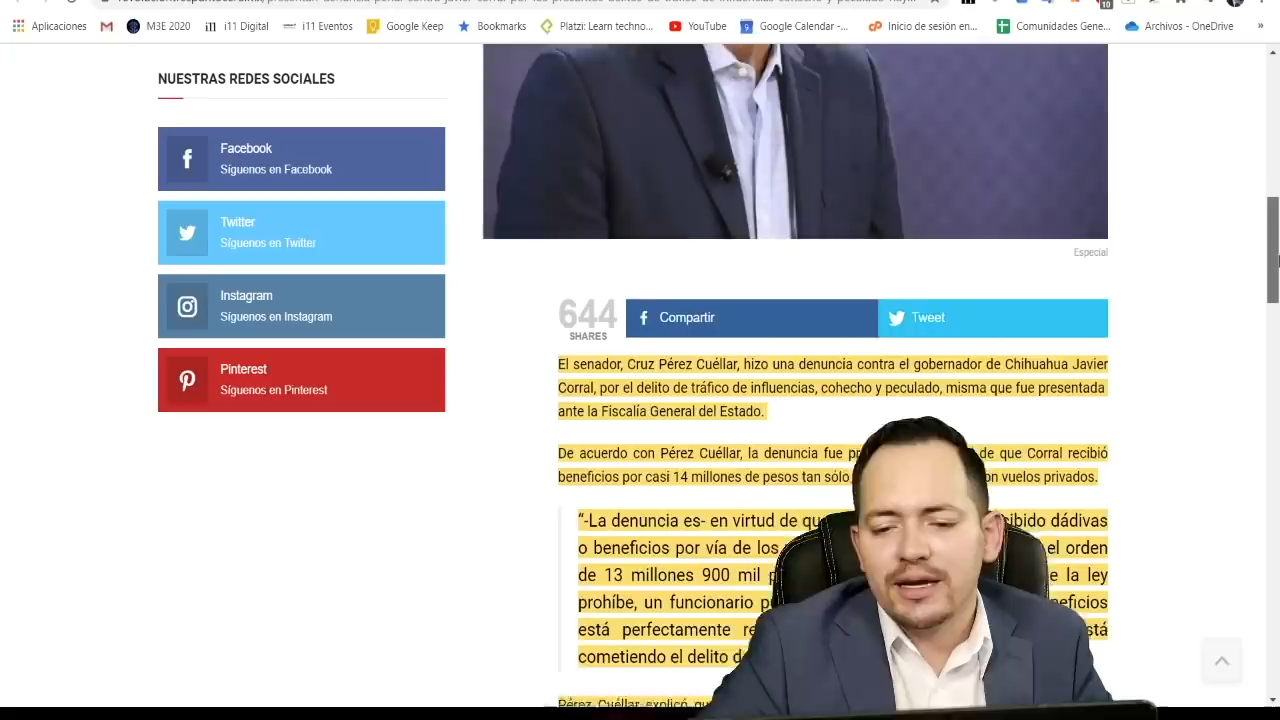 Aplicaciones M3E 2020 i11 Digital i11 Eventos Google Keep Bookmarks Platzi: Learn techno... YouTube Google Calendar -... Inicio de sesión en... Comunidades Gene... Archivos - OneDrive »
NUESTRAS REDES SOCIALES
Facebook
Síguenos en Facebook
Twitter
Síguenos en Twitter
Instagram
Síguenos en Instagram
Pinterest
Síguenos en Pinterest
Especial
644
SHARES
Compartir
Tweet
El senador, Cruz Pérez Cuéllar, hizo una denuncia contra el gobernador de Chihuahua Javier
Corral, por el delito de tráfico de influencias, cohecho y peculado, misma que fue presentada
ante la Fiscalía General del Estado.
De acuerdo con Pérez Cuéllar, la denuncia fue de que Corral recibió
beneficios por casi 14 millones de pesos tan sólo vuelos privados.
“-La denuncia es- en virtud de dádivas
o beneficios por vía de los el orden
de 13 millones 900 mil la ley
prohíbe, un funcionario
está perfectamente
cometiendo el delito
Pérez Cuéllar explicó